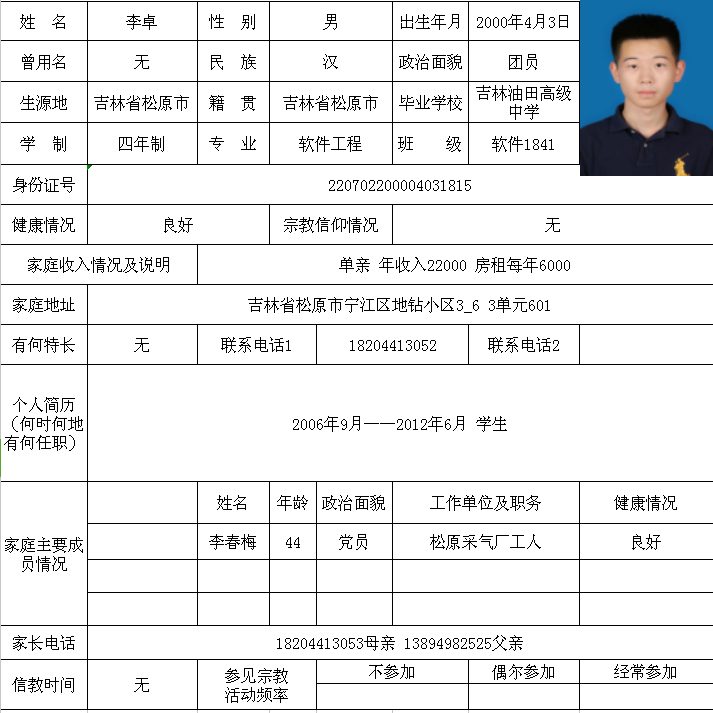 姓 名 李卓 性 别 男 出生年月 2000年4月3日
曾用名 无 民 族 汉 政治面貌 团员
生源地 吉林省松原市 籍 贯 吉林省松原市 毕业学校 吉林油田高级
中学
学 制 四年制 专 业 软件工程 班 级 软件1841
身份证号 220702200004031815
健康情况 良好 宗教信仰情况 无
家庭收入情况及说明 单亲 年收入22000 房租每年6000
家庭地址 吉林省松原市宁江区地钻小区3_6 3单元601
有何特长 无 联系电话1 18204413052 联系电话2
个人简历
（何时何地
有何任职）
2006年9月——2012年6月 学生
家庭主要成
员情况
姓名 年龄 政治面貌 工作单位及职务 健康情况
李春梅 44 党员 松原采气厂工人 良好
家长电话 18204413053母亲 13894982525父亲
信教时间 无 参见宗教
活动频率
不参加 偶尔参加 经常参加